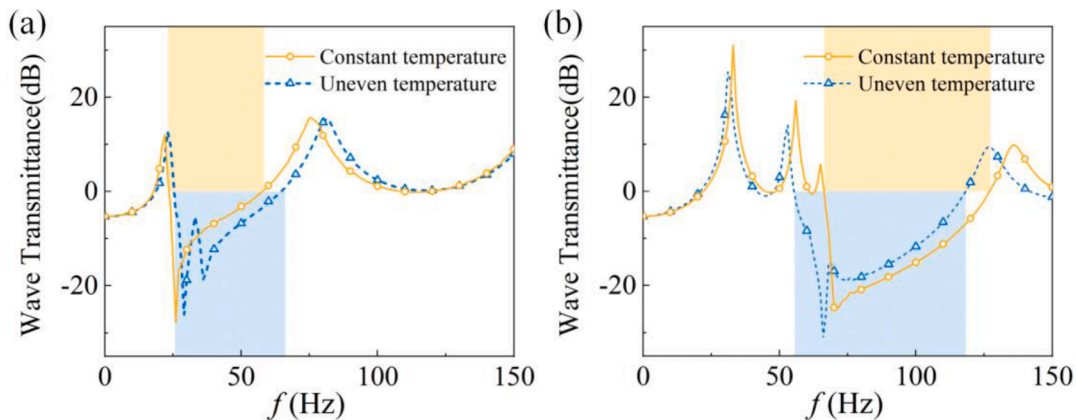 (a)
Wave Transmittance(dB)
20
0
-20
Constant temperature
Uneven temperature
0
50
100
150
f (Hz)
(b)
Wave Transmittance(dB)
20
0
-20
Constant temperature
Uneven temperature
0
50
100
150
f (Hz)